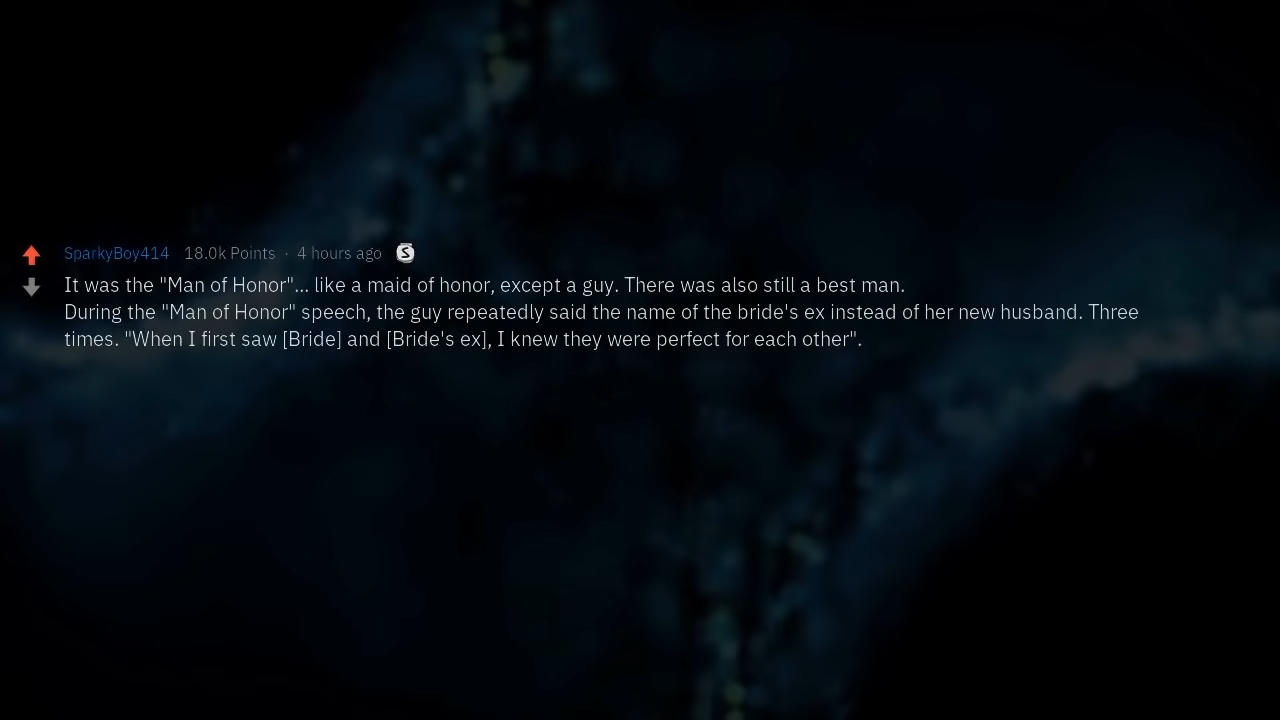 SparkyBoy414 18.0k Points · 4 hours ago S
It was the "Man of Honor"... like a maid of honor, except a guy. There was also still a best man.
During the "Man of Honor" speech, the guy repeatedly said the name of the bride's ex instead of her new husband. Three
times. "When I first saw [Bride] and [Bride's ex], I knew they were perfect for each other".